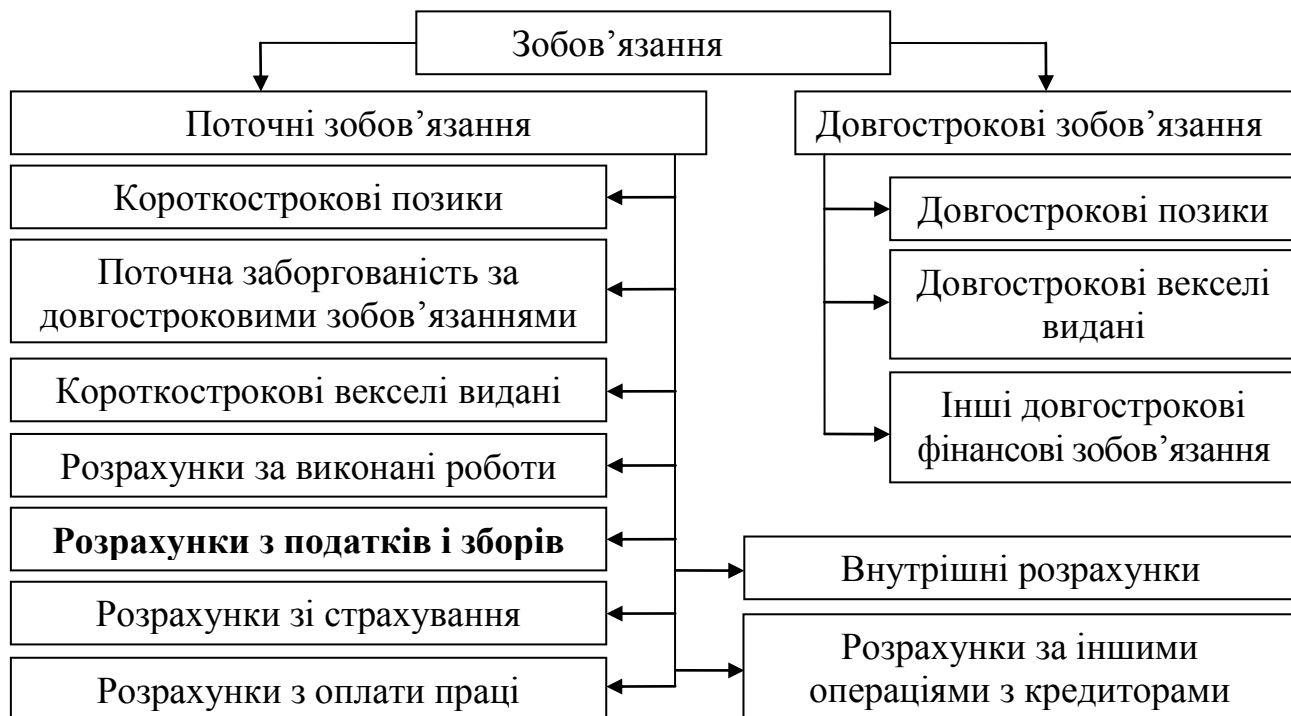 Зобов’язання
Поточні зобов’язання
Короткострокові позики
Поточна заборгованість за
довгостроковими зобов’язаннями
Короткострокові векселі видані
Розрахунки за виконані роботи
Розрахунки з податків і зборів
Розрахунки зі страхування
Розрахунки з оплати праці
Внутрішні розрахунки
Розрахунки за іншими
операціями з кредиторами
Довгострокові зобов’язання
Довгострокові позики
Довгострокові векселі
видані
Інші довгострокові
фінансові зобов’язання